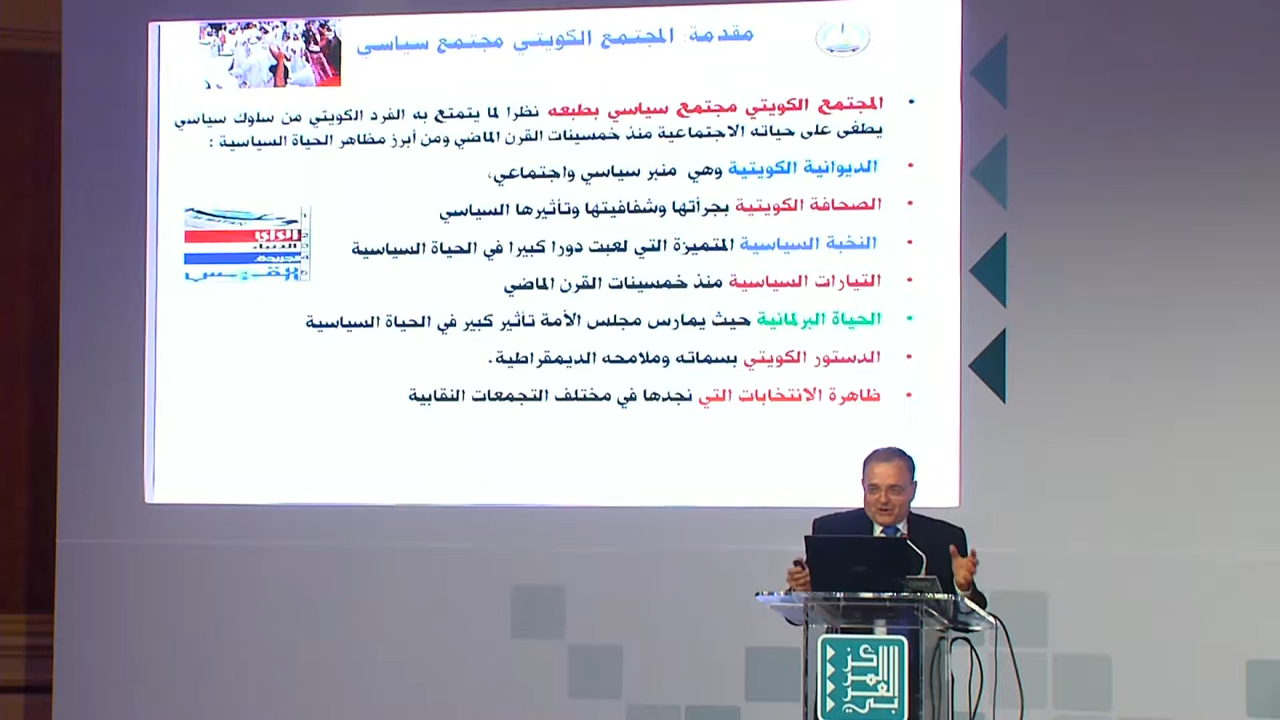 مقدمة: المجتمع الكويتي مجتمع سياسي
• المجتمع الكويتي مجتمع سياسي بطبعه نظرا لما يتمتع به الفرد الكويتي من سلوك سياسي
يطغى على حياته الاجتماعية منذ خمسينات القرن الماضي ومن أبرز مظاهر الحياة السياسية :
• الديوانية الكويتية وهي منبر سياسي واجتماعي،
• الصحافة الكويتية بجرأتها وشفافيتها وتأثيرها السياسي
• النخبة السياسية المتميزة التي لعبت دورا كبيرا في الحياة السياسية
• التيارات السياسية منذ خمسينات القرن الماضي
• الحياة البرلمانية حيث يمارس مجلس الأمة تأثير كبير في الحياة السياسية
• الدستور الكويتي بسماته وملامحه الديمقراطية.
• ظاهرة الانتخابات التي نجدها في مختلف التجمعات النقابية
الراي
القبس
المركز
العربي